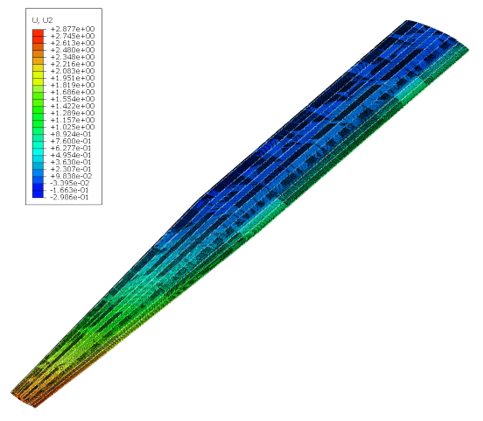 U, U2
+2.877e+00
+2.745e+00
+2.613e+00
+2.480e+00
+2.348e+00
+2.216e+00
+2.083e+00
+1.951e+00
+1.819e+00
+1.686e+00
+1.554e+00
+1.422e+00
+1.289e+00
+1.157e+00
+1.025e+00
+8.924e-01
+7.600e-01
+6.277e-01
+4.954e-01
+3.630e-01
+2.307e-01
+9.838e-02
-3.395e-02
-1.663e-01
-2.986e-01